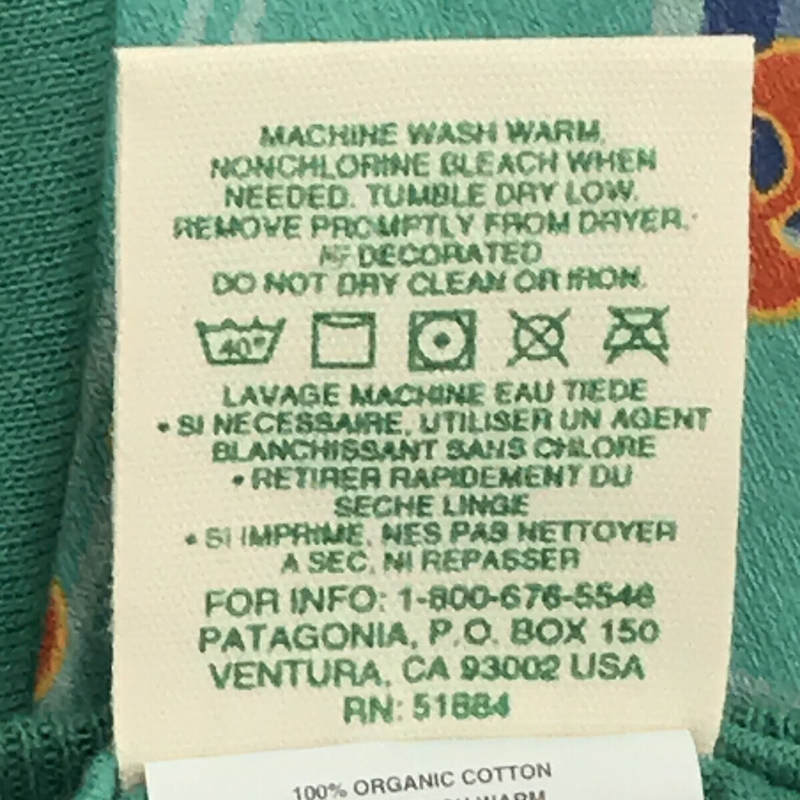 MACHINE WASH WARM,
NONCHLORINE BLEACH WHEN
NEEDED. TUMBLE DRY LOW.
REMOVE PROMPTLY FROM DRYER.
IF DECORATED
DO NOT DRY CLEAN OR IRON.
40°
LAVAGE MACHINE EAU TIEDE
• SI NECESSAIRE, UTILISER UN AGENT
BLANCHISSANT SANS CHLORE
• RETIRER RAPIDEMENT DU
SECHE LINGE
• SI IMPRIME, NES PAS NETTOYER
A SEC, NI REPASSER
FOR INFO: 1-800-676-5546
PATAGONIA, P.O. BOX 150
VENTURA, CA 93002 USA
RN: 51884
100% ORGANIC COTTON
WARM